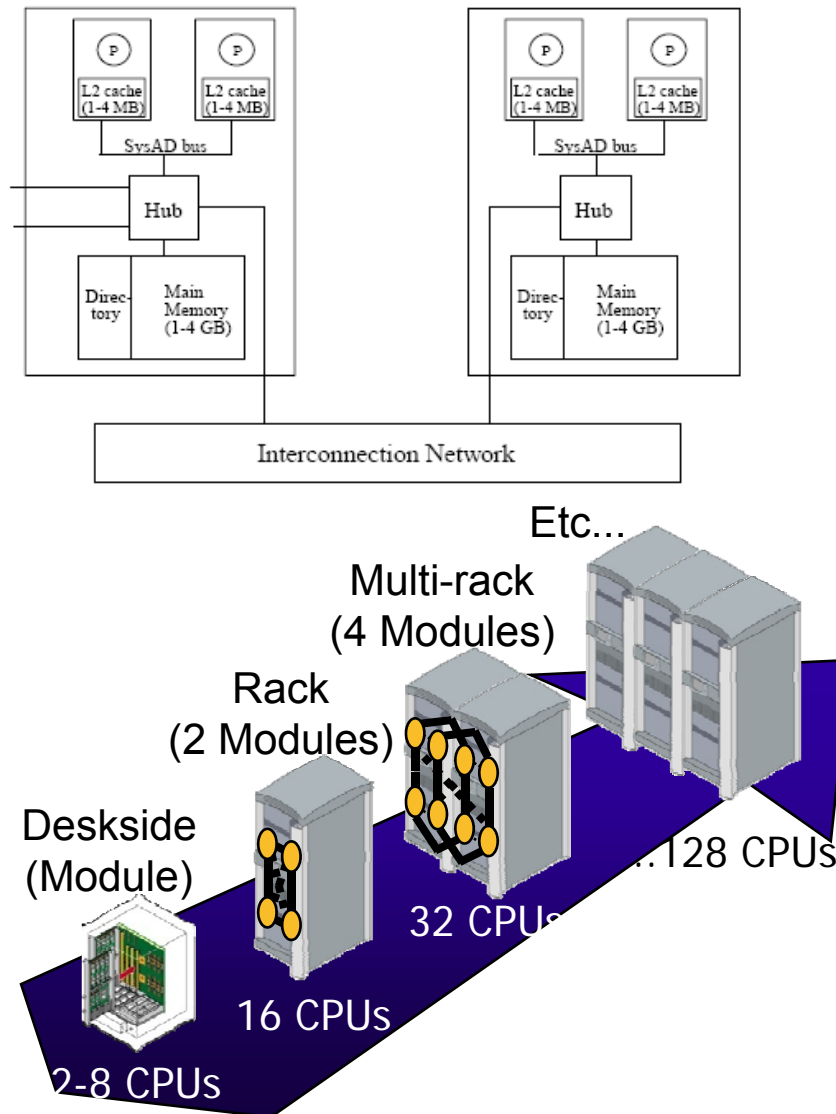 P
P
L2 cache
(1-4 MB)
L2 cache
(1-4 MB)
SysAD bus
Hub
Direc-
tory
Main
Memory
(1-4 GB)
P
P
L2 cache
(1-4 MB)
L2 cache
(1-4 MB)
SysAD bus
Hub
Direc-
tory
Main
Memory
(1-4 GB)
Interconnection Network
Etc...
Multi-rack
(4 Modules)
Rack
(2 Modules)
Deskside
(Module)
...128 CPUs
32 CPUs
16 CPUs
2-8 CPUs